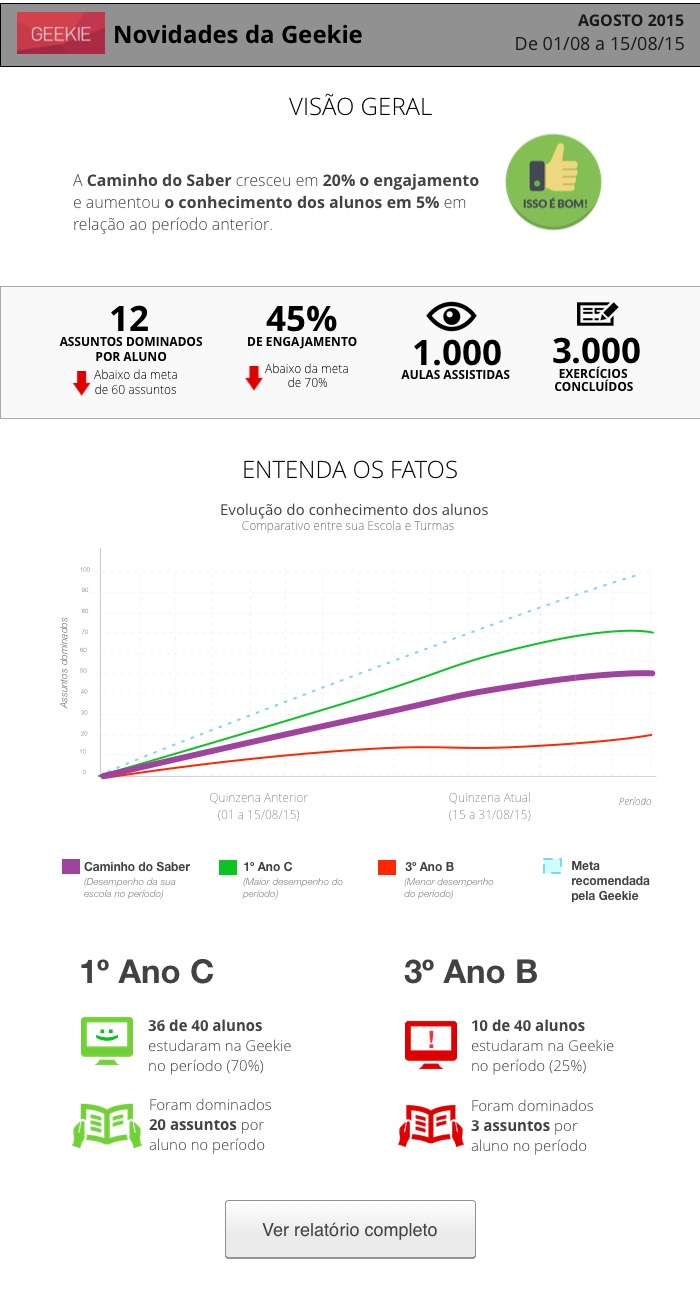 GEEKIE
Novidades da Geekie
AGOSTO 2015
De 01/08 a 15/08/15
VISÃO GERAL
A Caminho do Saber cresceu em 20% o engajamento
e aumentou o conhecimento dos alunos em 5% em
relação ao período anterior.
ISSO É BOM!
12
ASSUNTOS DOMINADOS
POR ALUNO
Abaixo da meta
de 60 assuntos
45%
DE ENGAJAMENTO
Abaixo da meta
de 70%
1.000
AULAS ASSISTIDAS
3.000
EXERCÍCIOS
CONCLUÍDOS
ENTENDA OS FATOS
Evolução do conhecimento dos alunos
Comparativo entre sua Escola e Turmas
Assuntos dominados
100
90
80
70
60
50
40
30
20
10
0
Quinzena Anterior
(01 a 15/08/15)
Quinzena Atual
(15 a 31/08/15)
Período
Caminho do Saber
(Desempenho da sua
escola no período)
1º Ano C
(Maior desempenho do
período)
3º Ano B
(Menor desempenho
do período)
Meta
recomendada
pela Geekie
1º Ano C
36 de 40 alunos
estudaram na Geekie
no período (70%)
Foram dominados
20 assuntos por
aluno no período
3º Ano B
!
10 de 40 alunos
estudaram na Geekie
no período (25%)
Foram dominados
3 assuntos por
aluno no período
Ver relatório completo